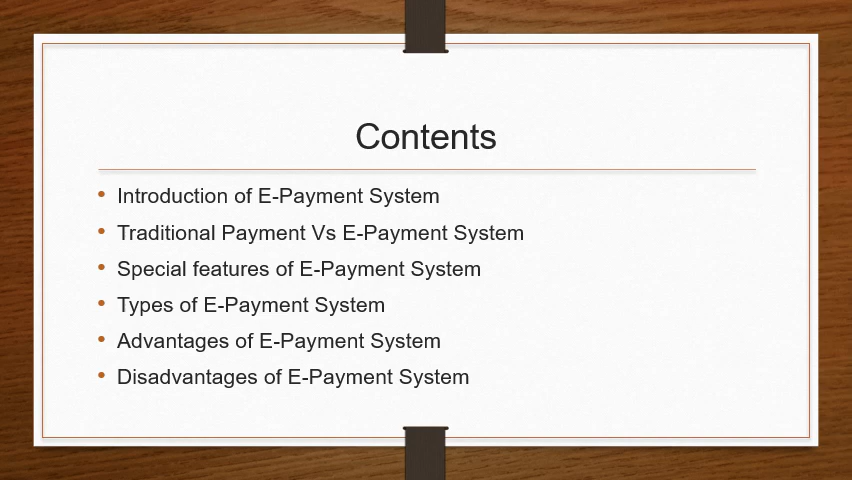 Contents
• Introduction of E-Payment System
• Traditional Payment Vs E-Payment System
• Special features of E-Payment System
• Types of E-Payment System
• Advantages of E-Payment System
• Disadvantages of E-Payment System